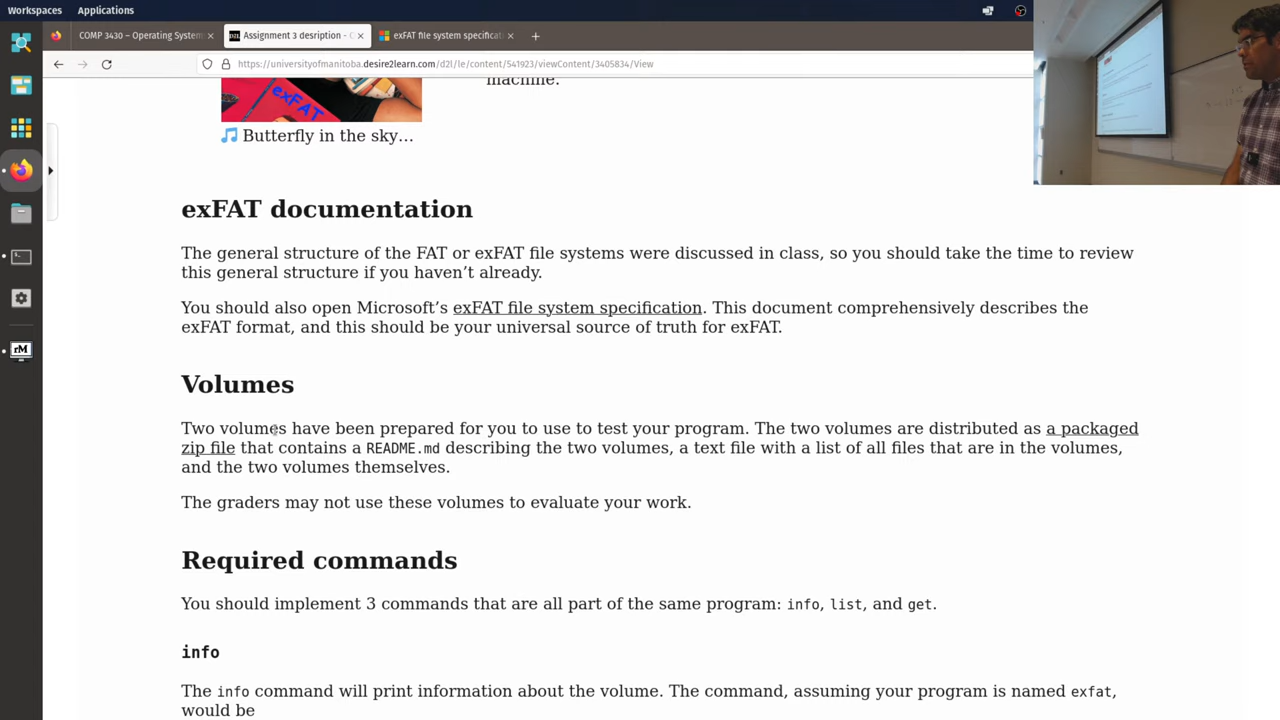 Workspaces
Applications
COMP 3430 – Operating System
Assignment 3 desription - C
exFAT file system specificat
https://universityofmanitoba.desire2learn.com/d2l/le/content/541923/viewContent/3405834/View
machine.
exFAT
Butterfly in the sky…
exFAT documentation
The general structure of the FAT or exFAT file systems were discussed in class, so you should take the time to review
this general structure if you haven’t already.
You should also open Microsoft’s exFAT file system specification. This document comprehensively describes the
exFAT format, and this should be your universal source of truth for exFAT.
Volumes
Two volumes have been prepared for you to use to test your program. The two volumes are distributed as a packaged
zip file that contains a README.md describing the two volumes, a text file with a list of all files that are in the volumes,
and the two volumes themselves.
The graders may not use these volumes to evaluate your work.
Required commands
You should implement 3 commands that are all part of the same program: info, list, and get.
info
The info command will print information about the volume. The command, assuming your program is named exfat,
would be
rM